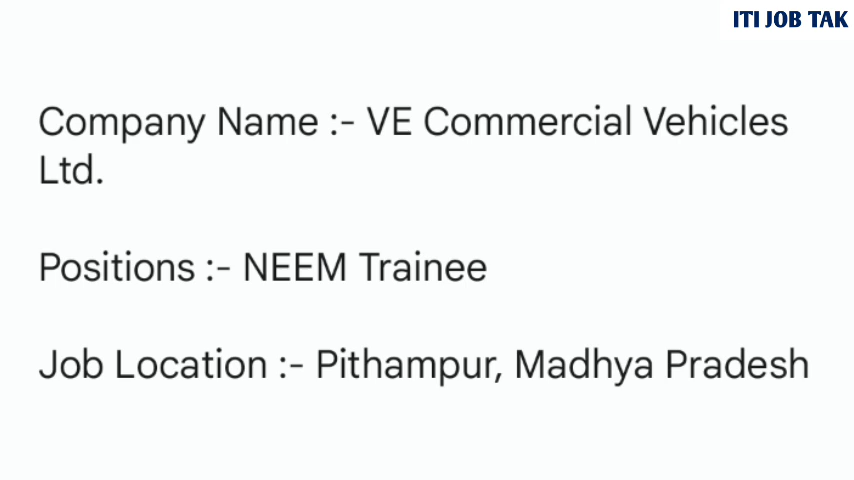 ITI JOB TAK
Company Name :- VE Commercial Vehicles
Ltd.
Positions :- NEEM Trainee
Job Location :- Pithampur, Madhya Pradesh